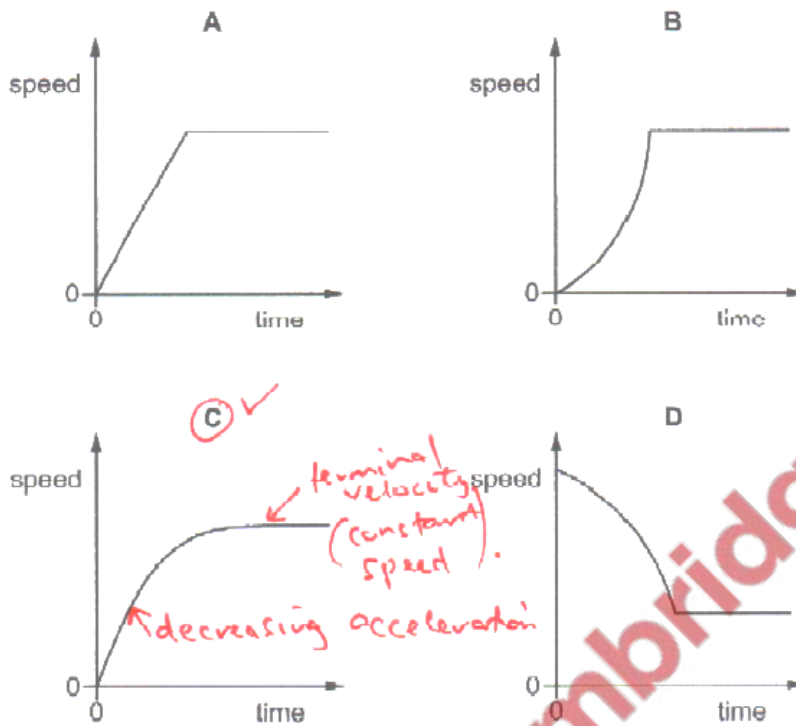 A
speed
0
0
time
B
speed
0
0
time
C ✓
speed
terminal
velocity
(constant
speed).
decreasing acceleration
0
0
time
D
speed
0
0
time